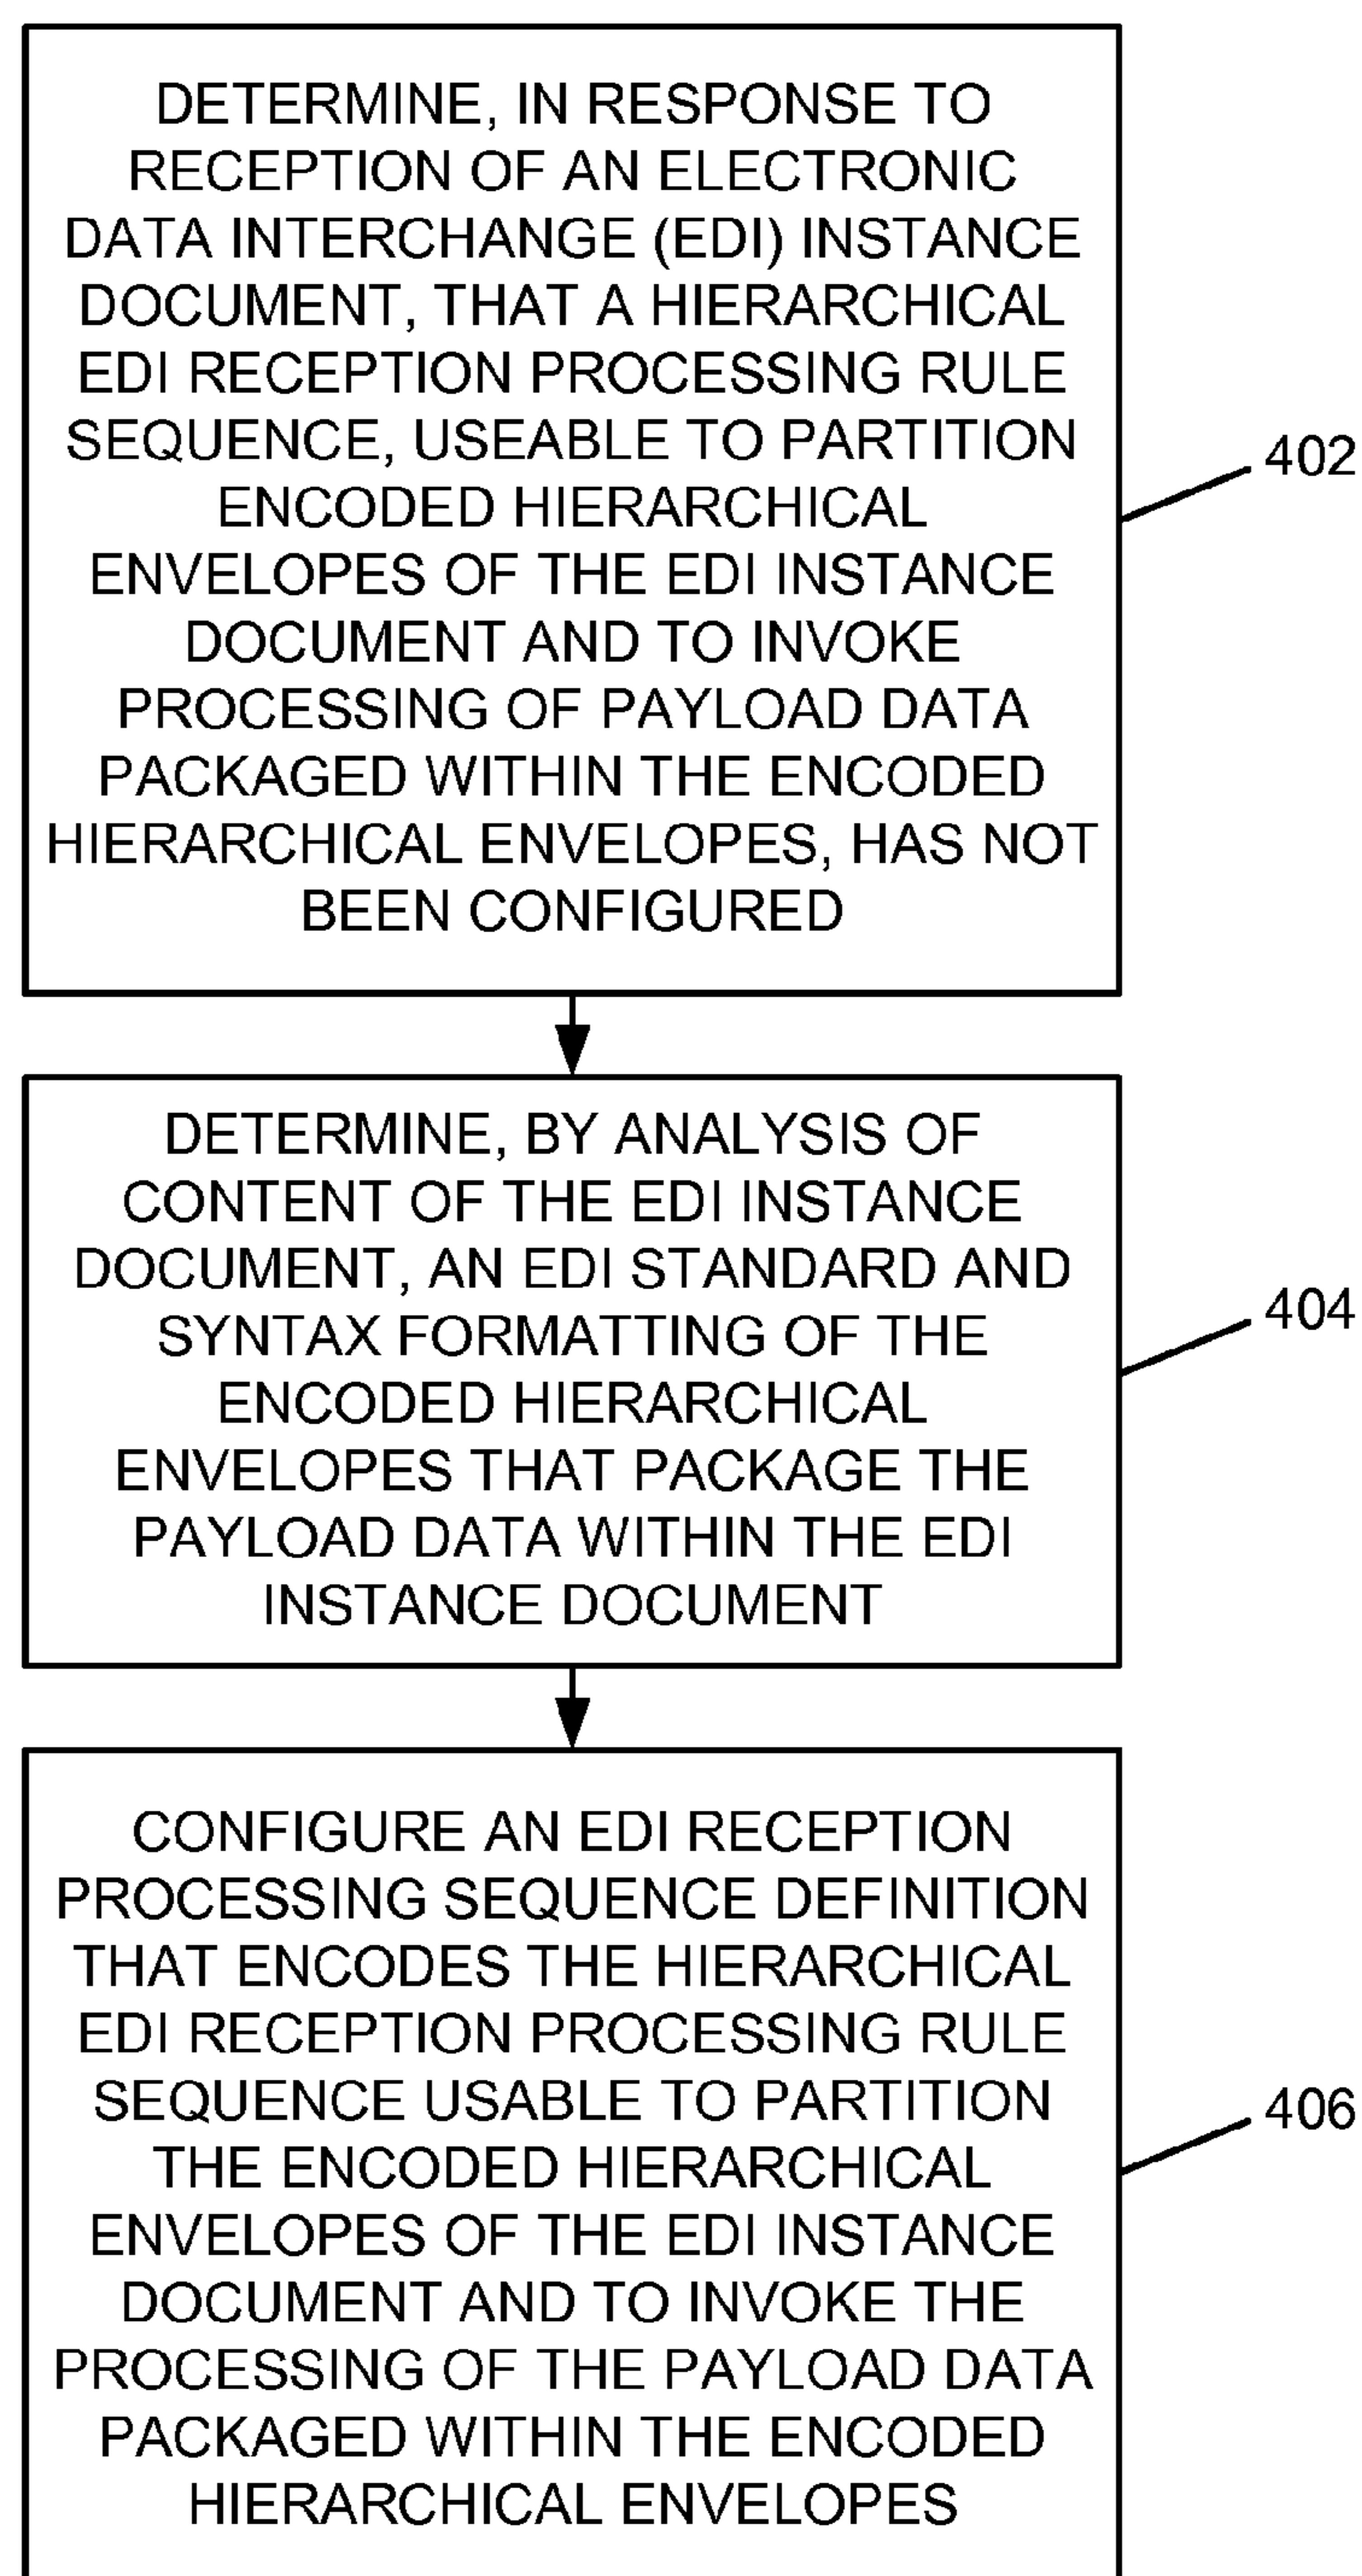 DETERMINE, IN RESPONSE TO
RECEPTION OF AN ELECTRONIC
DATA INTERCHANGE (EDI) INSTANCE
DOCUMENT, THAT A HIERARCHICAL
EDI RECEPTION PROCESSING RULE
SEQUENCE, USEABLE TO PARTITION
ENCODED HIERARCHICAL
ENVELOPES OF THE EDI INSTANCE
DOCUMENT AND TO INVOKE
PROCESSING OF PAYLOAD DATA
PACKAGED WITHIN THE ENCODED
HIERARCHICAL ENVELOPES, HAS NOT
BEEN CONFIGURED
402
DETERMINE, BY ANALYSIS OF
CONTENT OF THE EDI INSTANCE
DOCUMENT, AN EDI STANDARD AND
SYNTAX FORMATTING OF THE
ENCODED HIERARCHICAL
ENVELOPES THAT PACKAGE THE
PAYLOAD DATA WITHIN THE EDI
INSTANCE DOCUMENT
404
CONFIGURE AN EDI RECEPTION
PROCESSING SEQUENCE DEFINITION
THAT ENCODES THE HIERARCHICAL
EDI RECEPTION PROCESSING RULE
SEQUENCE USABLE TO PARTITION
THE ENCODED HIERARCHICAL
ENVELOPES OF THE EDI INSTANCE
DOCUMENT AND TO INVOKE THE
PROCESSING OF THE PAYLOAD DATA
PACKAGED WITHIN THE ENCODED
HIERARCHICAL ENVELOPES
406